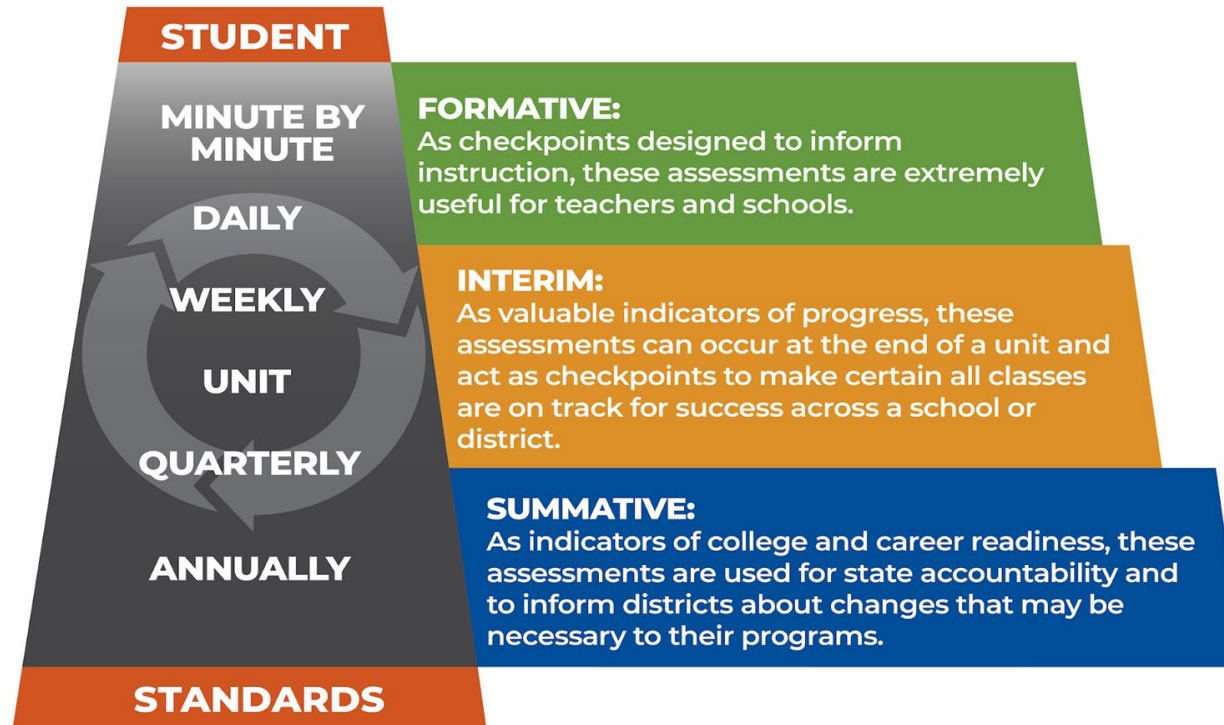 STUDENT
MINUTE BY
MINUTE
DAILY
WEEKLY
UNIT
QUARTERLY
ANNUALLY
STANDARDS
FORMATIVE:
As checkpoints designed to inform
instruction, these assessments are extremely
useful for teachers and schools.
INTERIM:
As valuable indicators of progress, these
assessments can occur at the end of a unit and
act as checkpoints to make certain all classes
are on track for success across a school or
district.
SUMMATIVE:
As indicators of college and career readiness, these
assessments are used for state accountability and
to inform districts about changes that may be
necessary to their programs.